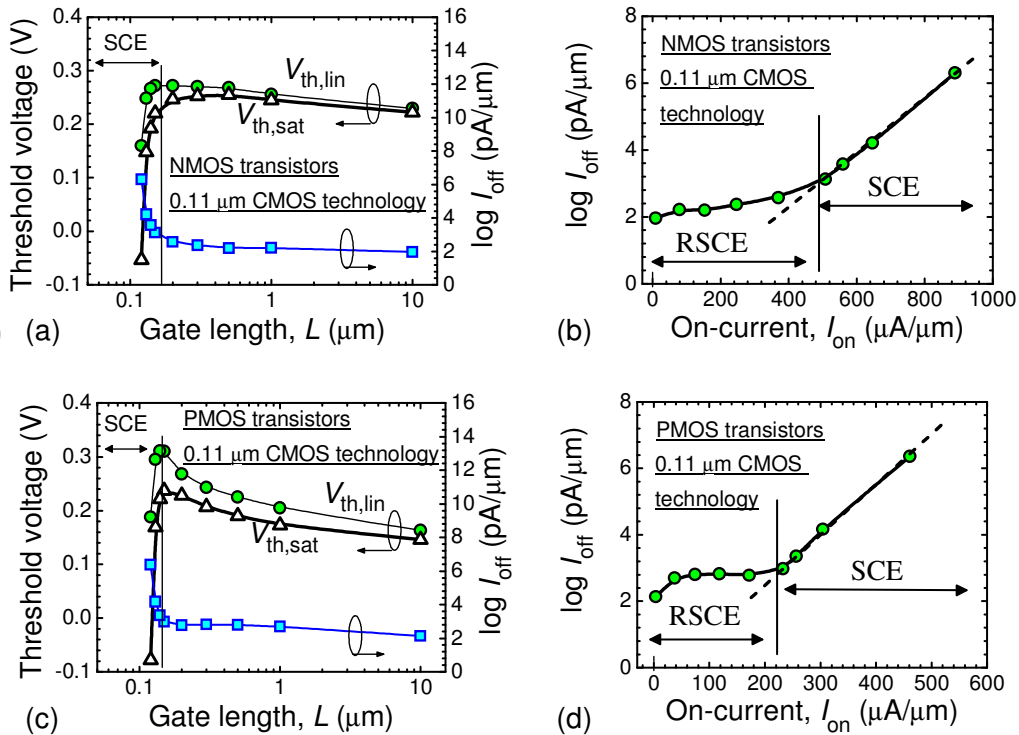 Threshold voltage (V)
0.4
0.3
0.2
0.1
0.0
-0.1
SCE
V_th,lin
V_th,sat
NMOS transistors
0.11 μm CMOS technology
16
14
12
10
8
6
4
2
0
log I_off (pA/μm)
0.1
1
10
(a)
Gate length, L (μm)
log I_off (pA/μm)
8
6
4
2
0
NMOS transistors
0.11 μm CMOS
technology
SCE
RSCE
0
200
400
600
800
1000
(b)
On-current, I_on (μA/μm)
Threshold voltage (V)
0.4
0.3
0.2
0.1
0.0
-0.1
SCE
PMOS transistors
0.11 μm CMOS technology
V_th,lin
V_th,sat
16
14
12
10
8
6
4
2
0
log I_off (pA/μm)
0.1
1
10
(c)
Gate length, L (μm)
log I_off (pA/μm)
8
6
4
2
0
PMOS transistors
0.11 μm CMOS
technology
SCE
RSCE
0
100
200
300
400
500
600
(d)
On-current, I_on (μA/μm)